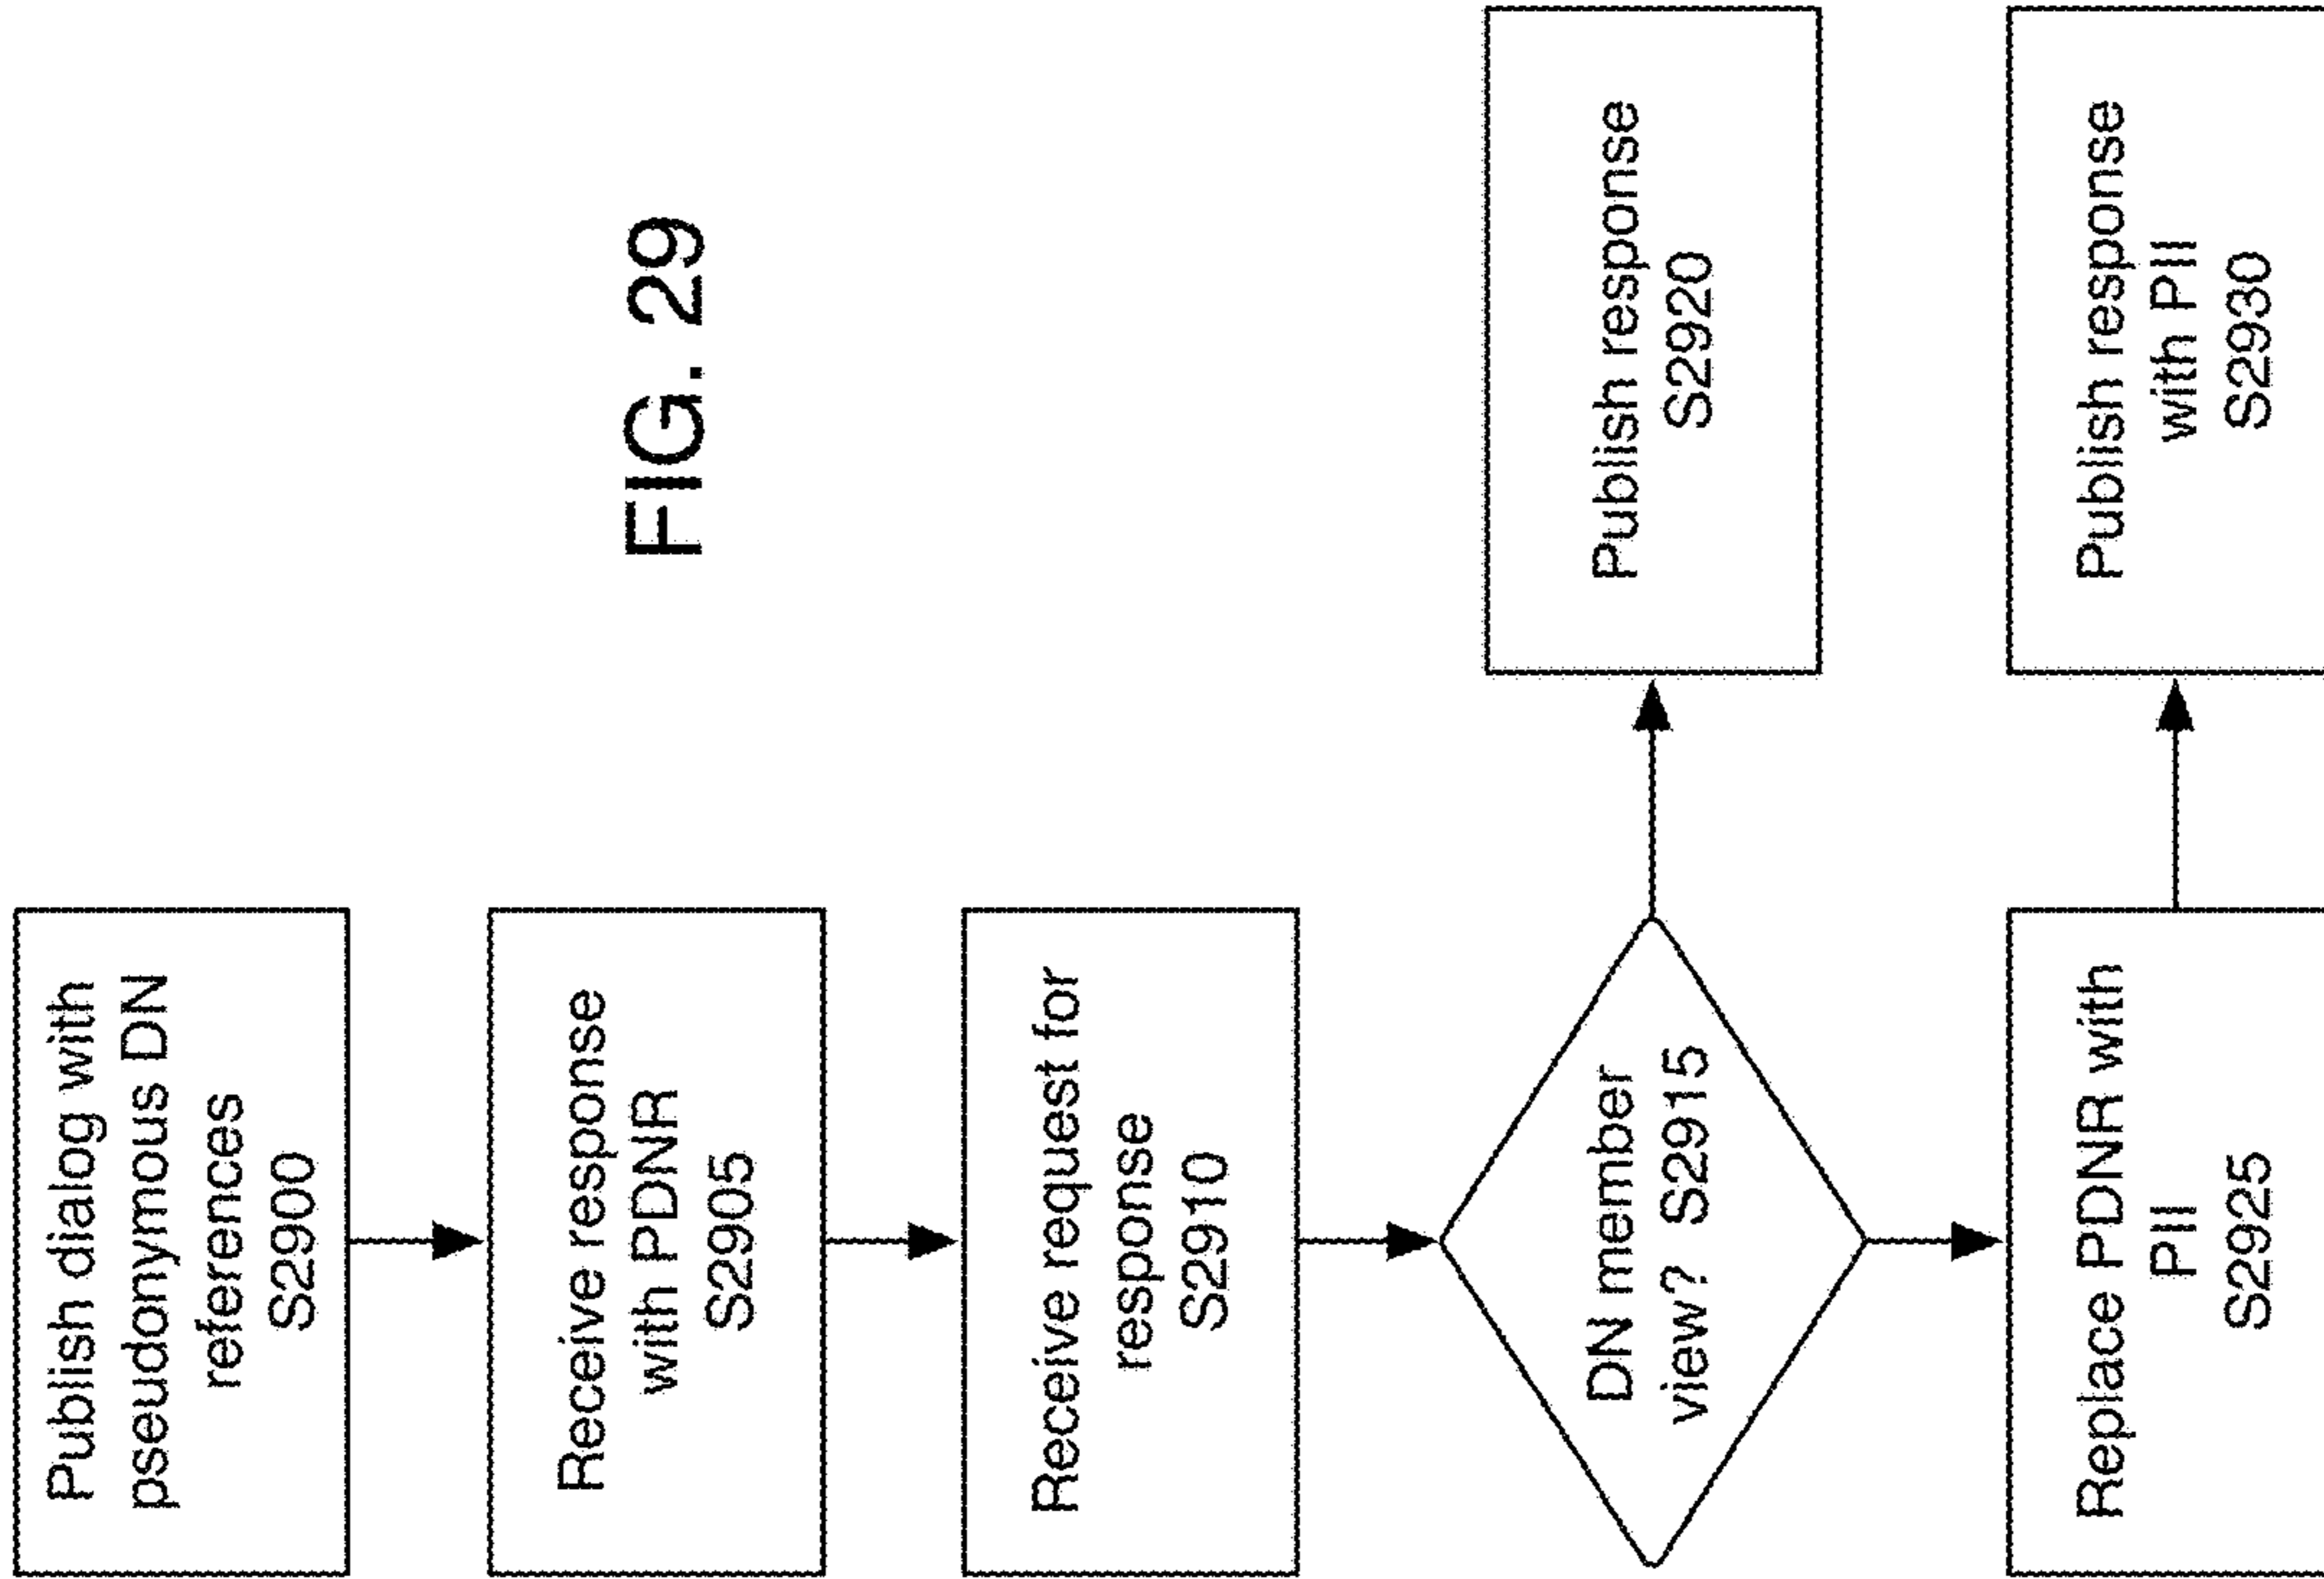 Publish dialog with
pseudonymous DN
references
S2900
Receive response
with PDNR
S2905
Receive request for
response
S2910
DN member
view? S2915
Publish response
S2920
Replace PDNR with
PII
S2925
Publish response
with PII
S2930
FIG. 29